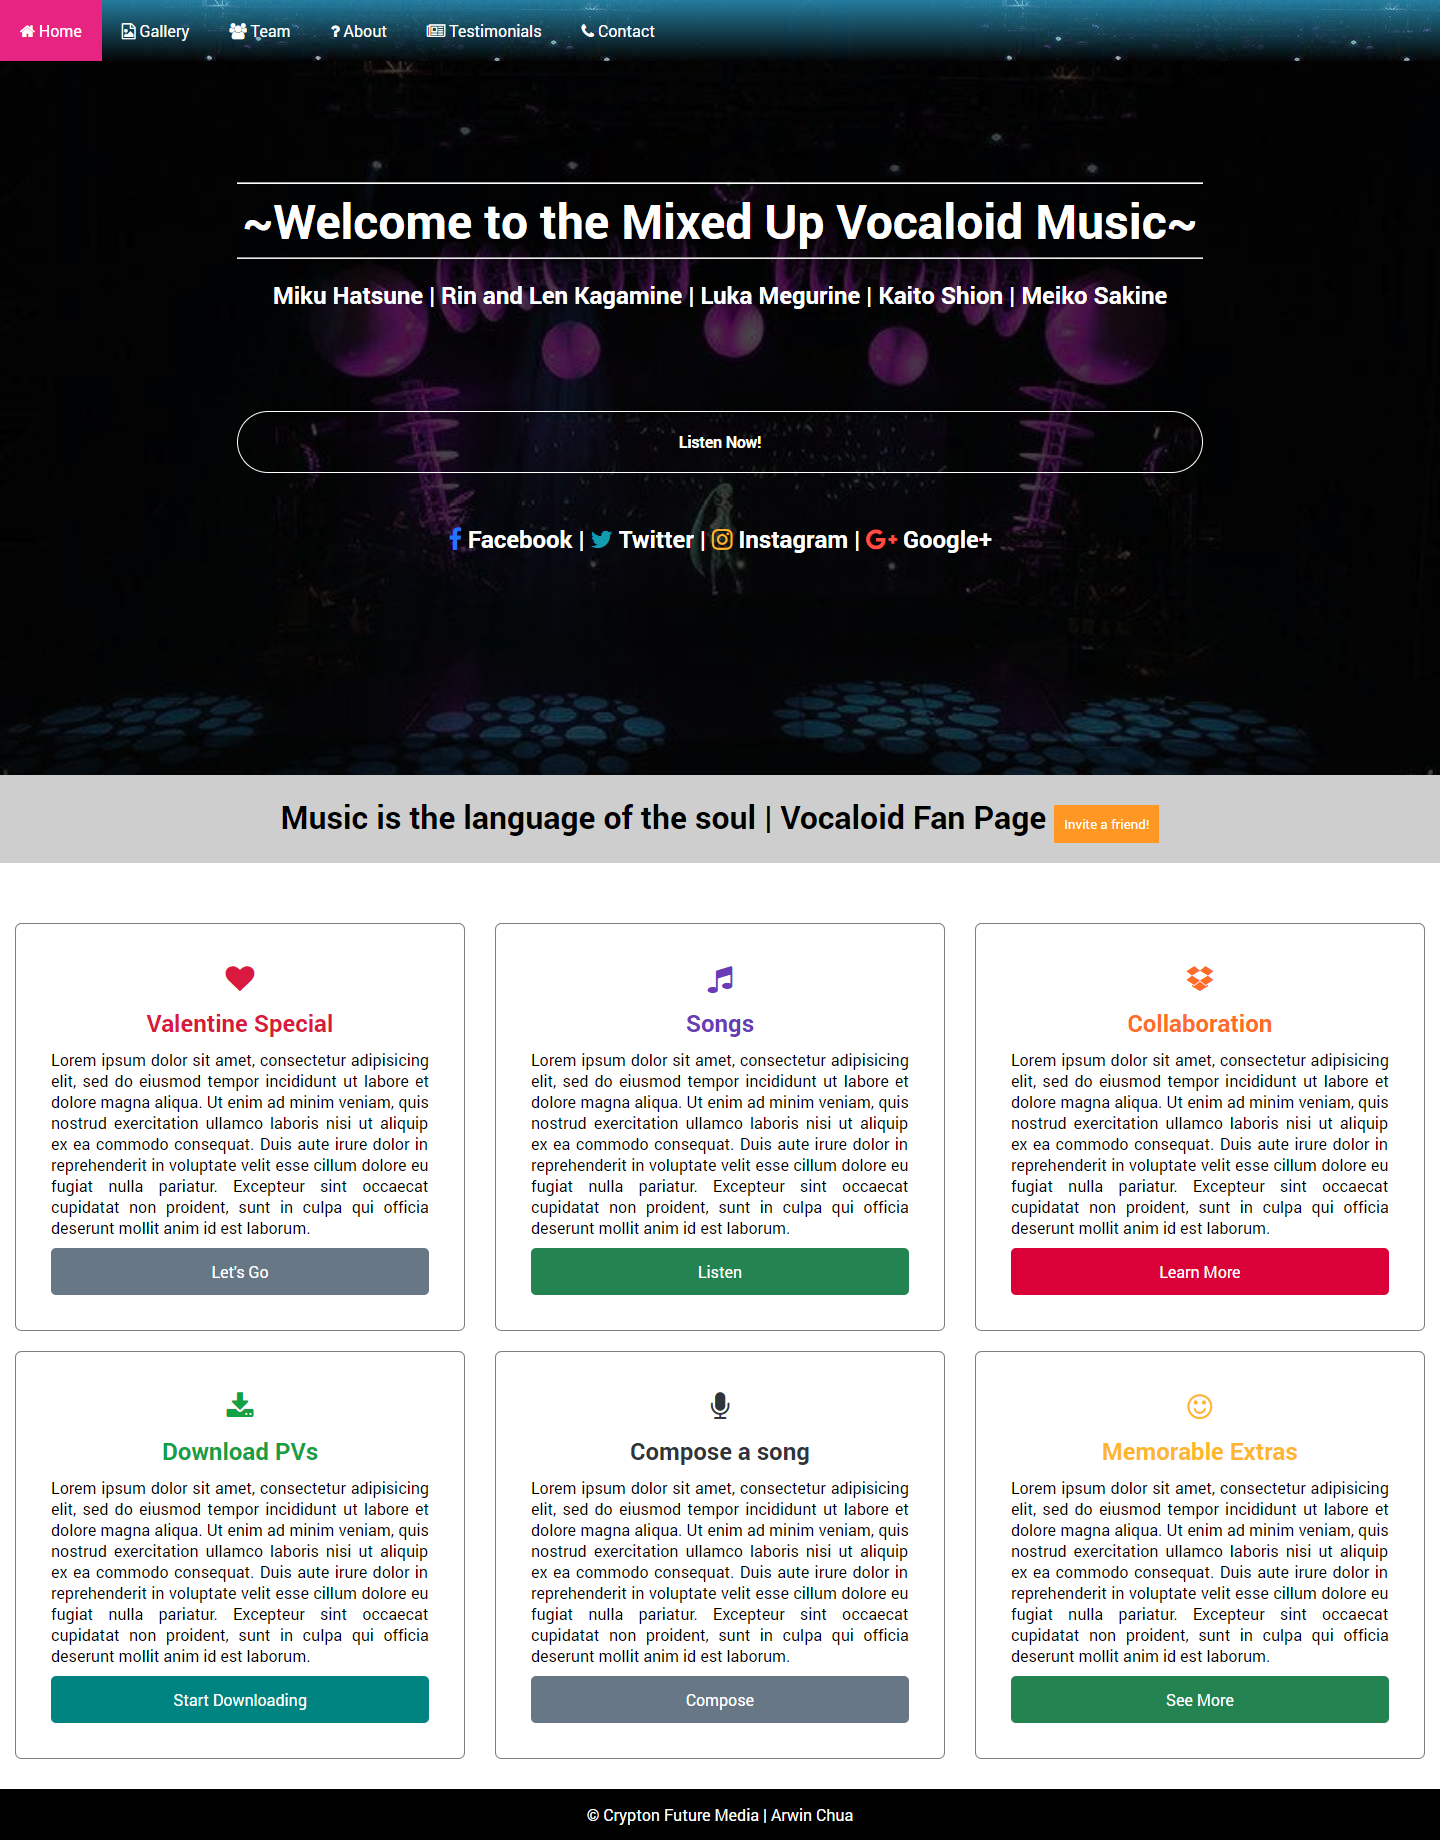 Home Gallery Team ? About Testimonials Contact
~Welcome to the Mixed Up Vocaloid Music~
Miku Hatsune | Rin and Len Kagamine | Luka Megurine | Kaito Shion | Meiko Sakine
Listen Now!
Facebook | Twitter | Instagram | G+ Google+
Music is the language of the soul | Vocaloid Fan Page Invite a friend!
Valentine Special
Lorem ipsum dolor sit amet, consectetur adipisicing
elit, sed do eiusmod tempor incididunt ut labore et
dolore magna aliqua. Ut enim ad minim veniam, quis
nostrud exercitation ullamco laboris nisi ut aliquip
ex ea commodo consequat. Duis aute irure dolor in
reprehenderit in voluptate velit esse cillum dolore eu
fugiat nulla pariatur. Excepteur sint occaecat
cupidatat non proident, sunt in culpa qui officia
deserunt mollit anim id est laborum.
Let's Go
Songs
Lorem ipsum dolor sit amet, consectetur adipisicing
elit, sed do eiusmod tempor incididunt ut labore et
dolore magna aliqua. Ut enim ad minim veniam, quis
nostrud exercitation ullamco laboris nisi ut aliquip
ex ea commodo consequat. Duis aute irure dolor in
reprehenderit in voluptate velit esse cillum dolore eu
fugiat nulla pariatur. Excepteur sint occaecat
cupidatat non proident, sunt in culpa qui officia
deserunt mollit anim id est laborum.
Listen
Collaboration
Lorem ipsum dolor sit amet, consectetur adipisicing
elit, sed do eiusmod tempor incididunt ut labore et
dolore magna aliqua. Ut enim ad minim veniam, quis
nostrud exercitation ullamco laboris nisi ut aliquip
ex ea commodo consequat. Duis aute irure dolor in
reprehenderit in voluptate velit esse cillum dolore eu
fugiat nulla pariatur. Excepteur sint occaecat
cupidatat non proident, sunt in culpa qui officia
deserunt mollit anim id est laborum.
Learn More
Download PVs
Lorem ipsum dolor sit amet, consectetur adipisicing
elit, sed do eiusmod tempor incididunt ut labore et
dolore magna aliqua. Ut enim ad minim veniam, quis
nostrud exercitation ullamco laboris nisi ut aliquip
ex ea commodo consequat. Duis aute irure dolor in
reprehenderit in voluptate velit esse cillum dolore eu
fugiat nulla pariatur. Excepteur sint occaecat
cupidatat non proident, sunt in culpa qui officia
deserunt mollit anim id est laborum.
Start Downloading
Compose a song
Lorem ipsum dolor sit amet, consectetur adipisicing
elit, sed do eiusmod tempor incididunt ut labore et
dolore magna aliqua. Ut enim ad minim veniam, quis
nostrud exercitation ullamco laboris nisi ut aliquip
ex ea commodo consequat. Duis aute irure dolor in
reprehenderit in voluptate velit esse cillum dolore eu
fugiat nulla pariatur. Excepteur sint occaecat
cupidatat non proident, sunt in culpa qui officia
deserunt mollit anim id est laborum.
Compose
Memorable Extras
Lorem ipsum dolor sit amet, consectetur adipisicing
elit, sed do eiusmod tempor incididunt ut labore et
dolore magna aliqua. Ut enim ad minim veniam, quis
nostrud exercitation ullamco laboris nisi ut aliquip
ex ea commodo consequat. Duis aute irure dolor in
reprehenderit in voluptate velit esse cillum dolore eu
fugiat nulla pariatur. Excepteur sint occaecat
cupidatat non proident, sunt in culpa qui officia
deserunt mollit anim id est laborum.
See More
© Crypton Future Media | Arwin Chua